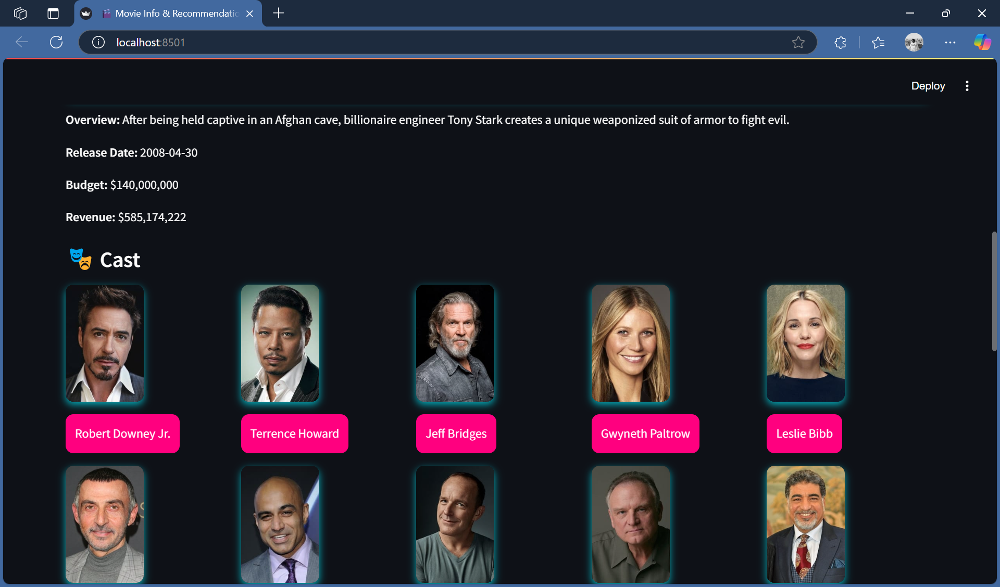 Movie Info & Recommendatio
localhost:8501
Deploy
Overview: After being held captive in an Afghan cave, billionaire engineer Tony Stark creates a unique weaponized suit of armor to fight evil.
Release Date: 2008-04-30
Budget: $140,000,000
Revenue: $585,174,222
Cast
Robert Downey Jr.
Terrence Howard
Jeff Bridges
Gwyneth Paltrow
Leslie Bibb